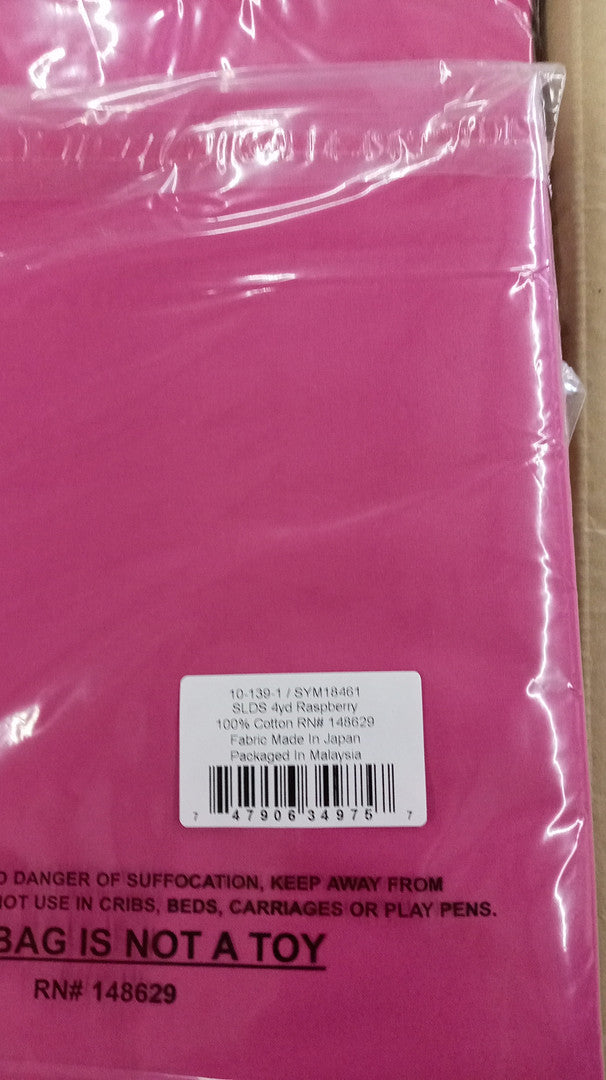 10-139-1 / SYM18461
SLDS 4yd Raspberry
100% Cotton RN# 148629
Fabric Made In Japan
Packaged In Malaysia
7 47906 34975 7
DANGER OF SUFFOCATION, KEEP AWAY FROM
NOT USE IN CRIBS, BEDS, CARRIAGES OR PLAY PENS.
BAG IS NOT A TOY
RN# 148629